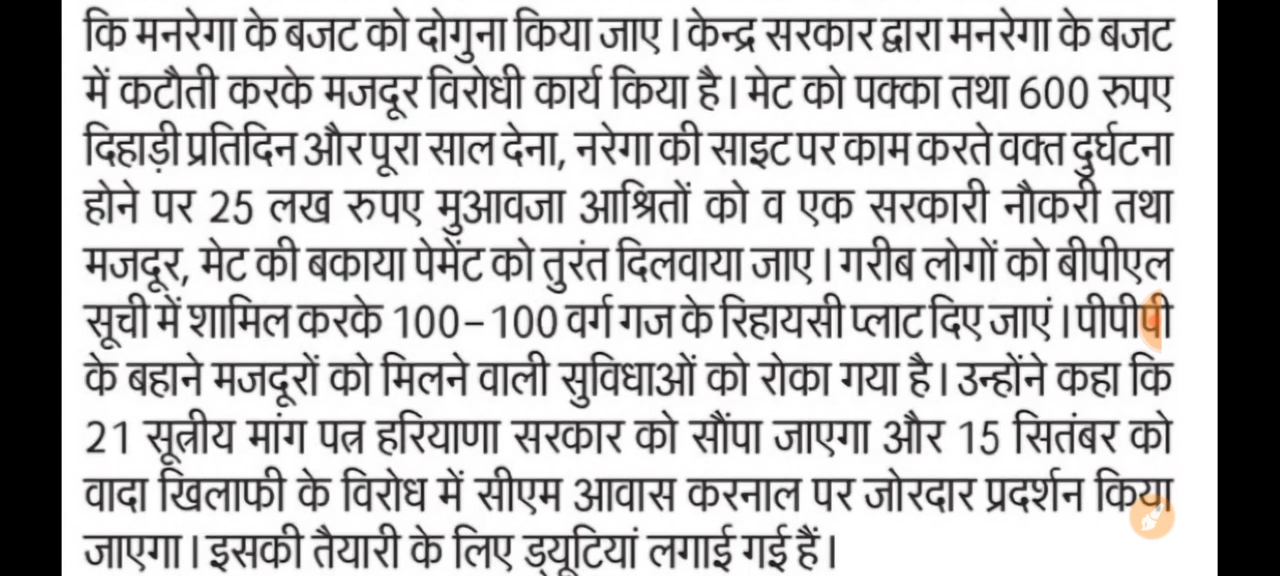 कि मनरेगा के बजट को दोगुना किया जाए। केन्द्र सरकार द्वारा मनरेगा के बजट
में कटौती करके मजदूर विरोधी कार्य किया है। मेट को पक्का तथा 600 रुपए
दिहाड़ी प्रतिदिन और पूरा साल देना, नरेगा की साइट पर काम करते वक्त दुर्घटना
होने पर 25 लख रुपए मुआवजा आश्रितों को व एक सरकारी नौकरी तथा
मजदूर, मेट की बकाया पेमेंट को तुरंत दिलवाया जाए। गरीब लोगों को बीपीएल
सूची में शामिल करके 100-100 वर्ग गज के रिहायसी प्लाट दिए जाएं। पीपीपी
के बहाने मजदूरों को मिलने वाली सुविधाओं को रोका गया है। उन्होंने कहा कि
21 सूत्रीय मांग पत्र हरियाणा सरकार को सौंपा जाएगा और 15 सितंबर को
वादा खिलाफी के विरोध में सीएम आवास करनाल पर जोरदार प्रदर्शन किया
जाएगा। इसकी तैयारी के लिए ड्यूटियां लगाई गई हैं।